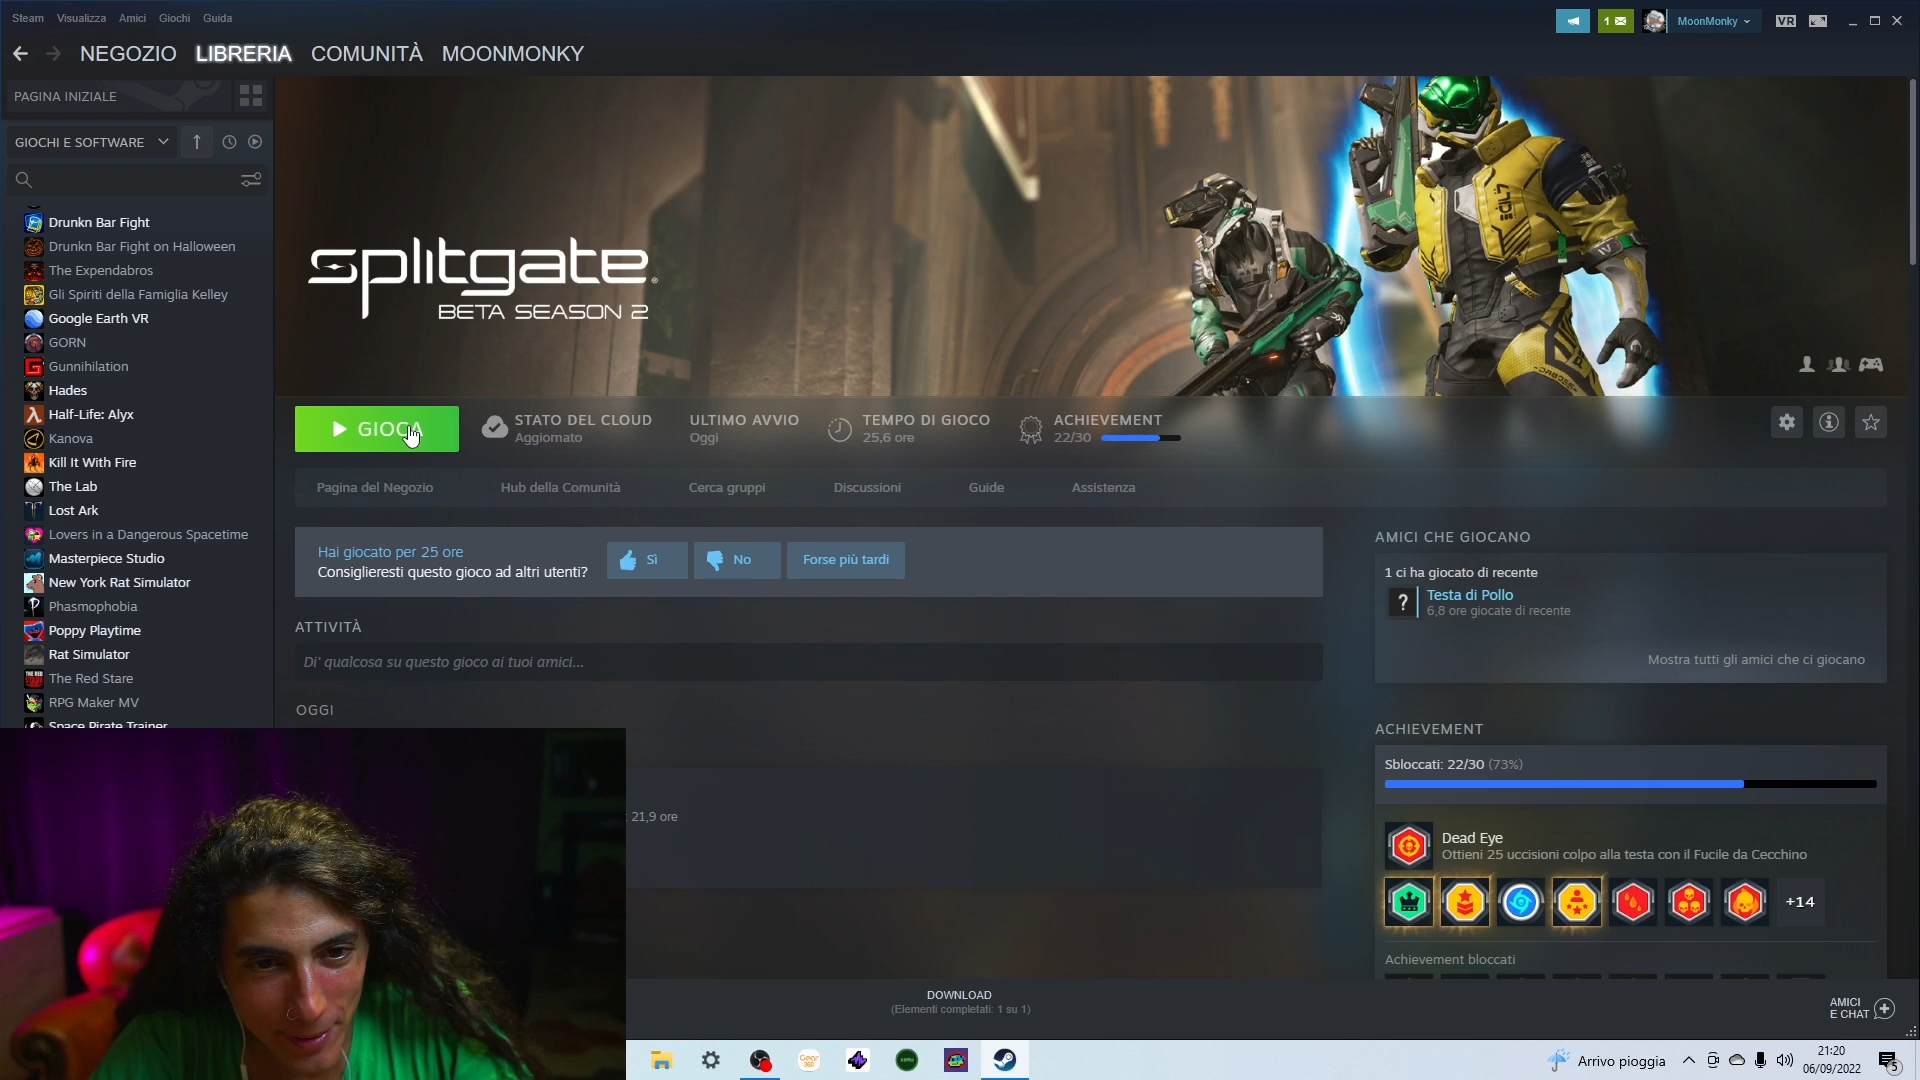 Steam Visualizza Amici Giochi Guida
1
MoonMonky
VR
NEGOZIO LIBRERIA COMUNITÀ MOONMONKY
PAGINA INIZIALE
GIOCHI E SOFTWARE
Drunkn Bar Fight
Drunkn Bar Fight on Halloween
The Expendabros
Gli Spiriti della Famiglia Kelley
Google Earth VR
GORN
Gunnihilation
Hades
Half-Life: Alyx
Kanova
Kill It With Fire
The Lab
Lost Ark
Lovers in a Dangerous Spacetime
Masterpiece Studio
New York Rat Simulator
Phasmophobia
Poppy Playtime
Rat Simulator
The Red Stare
RPG Maker MV
Space Pirate Trainer
splitgate
BETA SEASON 2
GIOCA
STATO DEL CLOUD
Aggiornato
ULTIMO AVVIO
Oggi
TEMPO DI GIOCO
25,6 ore
ACHIEVEMENT
22/30
Pagina del Negozio Hub della Comunità Cerca gruppi Discussioni Guide Assistenza
Hai giocato per 25 ore
Consiglieresti questo gioco ad altri utenti?
Sì No Forse più tardi
ATTIVITÀ
Di' qualcosa su questo gioco ai tuoi amici...
OGGI
: 21,9 ore
AMICI CHE GIOCANO
1 ci ha giocato di recente
?
Testa di Pollo
6,8 ore giocate di recente
Mostra tutti gli amici che ci giocano
ACHIEVEMENT
Sbloccati: 22/30 (73%)
Dead Eye
Ottieni 25 uccisioni colpo alla testa con il Fucile da Cecchino
+14
Achievement bloccati
DOWNLOAD
(Elementi completati: 1 su 1)
AMICI
E CHAT
Arrivo pioggia
21:20
06/09/2022
5